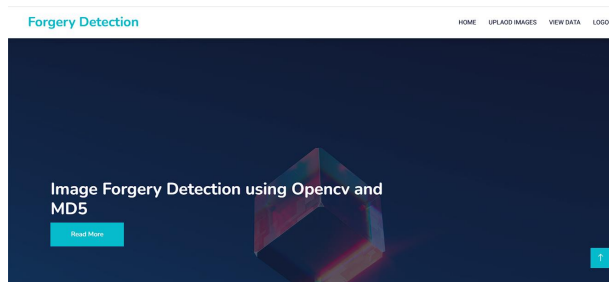 Forgery Detection
HOME UPLAOD IMAGES VIEW DATA LOGO
Image Forgery Detection using Opencv and
MD5
Read More